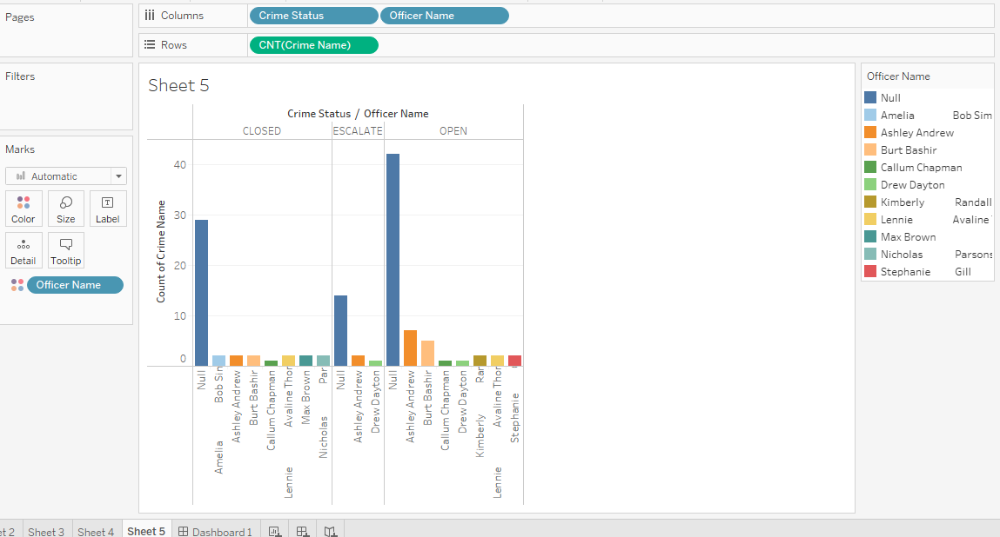 Pages
Columns
Crime Status
Officer Name
Rows
CNT(Crime Name)
Filters
Marks
Automatic
Color
Size
Label
Detail
Tooltip
Officer Name
Sheet 5
Crime Status / Officer Name
CLOSED
ESCALATE
OPEN
Count of Crime Name
40
30
20
10
0
Null
Amelia Bob Sin
Ashley Andrew
Burt Bashir
Callum Chapman
Lennie Avaline Thor
Max Brown
Nicholas Par
Null
Ashley Andrew
Drew Dayton
Null
Ashley Andrew
Burt Bashir
Callum Chapman
Drew Dayton
Kimberly Rar
Lennie Avaline Thor
Stephanie
Officer Name
Null
Amelia Bob Sim
Ashley Andrew
Burt Bashir
Callum Chapman
Drew Dayton
Kimberly Randall
Lennie Avaline
Max Brown
Nicholas Parsons
Stephanie Gill
et 2
Sheet 3
Sheet 4
Sheet 5
Dashboard 1